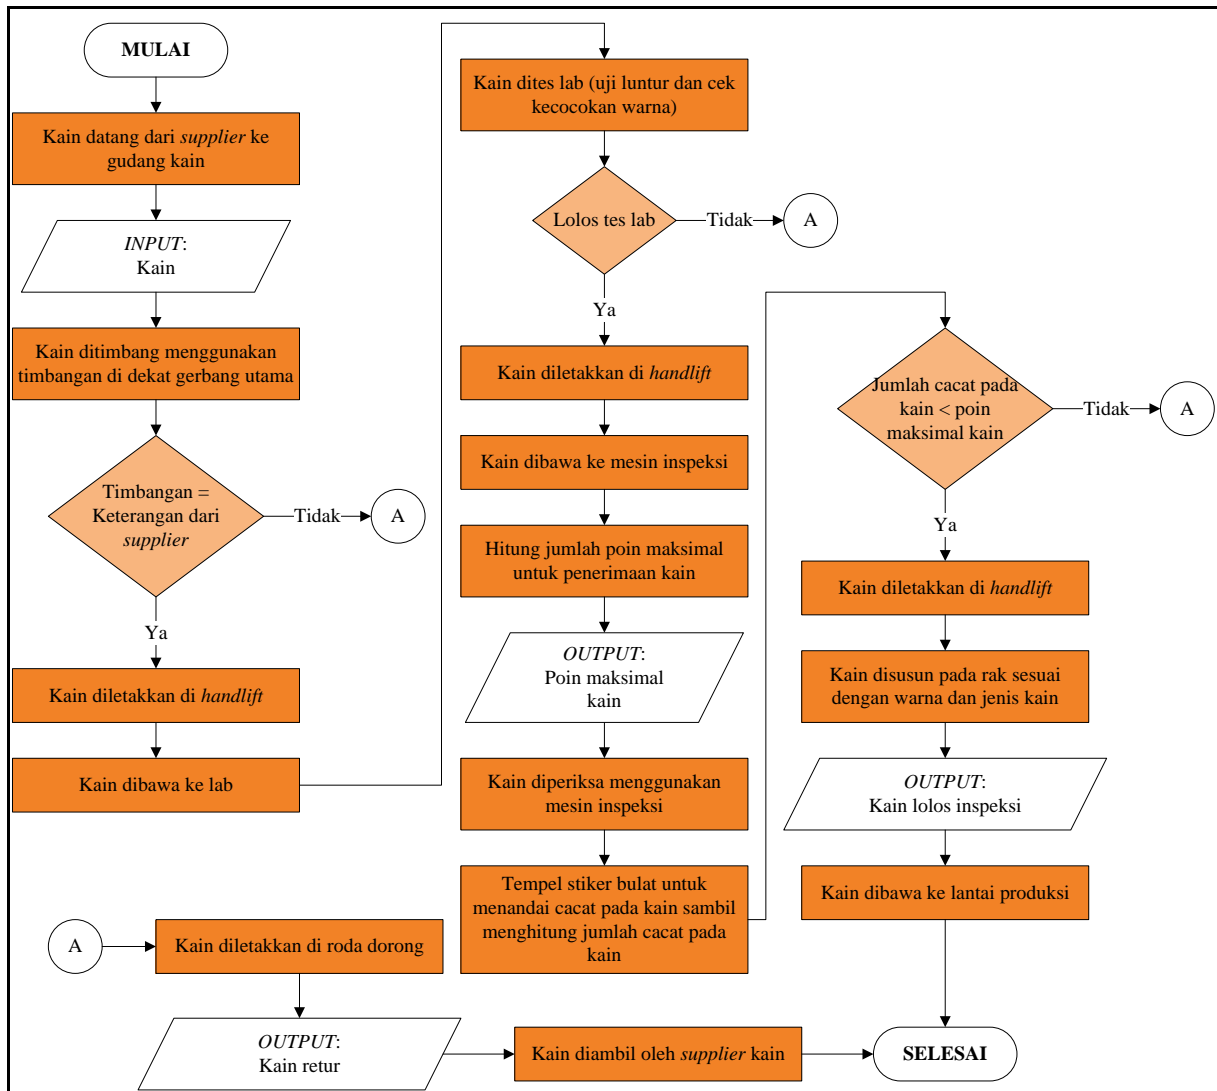 MULAI
Kain datang dari supplier ke
gudang kain
INPUT:
Kain
Kain ditimbang menggunakan
timbangan di dekat gerbang utama
Timbangan =
Keterangan dari
supplier
Tidak
A
Ya
Kain diletakkan di handlift
Kain dibawa ke lab
Kain dites lab (uji luntur dan cek
kecocokan warna)
Lolos tes lab
Tidak
A
Ya
Kain diletakkan di handlift
Kain dibawa ke mesin inspeksi
Hitung jumlah poin maksimal
untuk penerimaan kain
OUTPUT:
Poin maksimal
kain
Kain diperiksa menggunakan
mesin inspeksi
Tempel stiker bulat untuk
menandai cacat pada kain sambil
menghitung jumlah cacat pada
kain
Jumlah cacat pada
kain < poin
maksimal kain
Tidak
A
Ya
Kain diletakkan di handlift
Kain disusun pada rak sesuai
dengan warna dan jenis kain
OUTPUT:
Kain lolos inspeksi
Kain dibawa ke lantai produksi
A
Kain diletakkan di roda dorong
OUTPUT:
Kain retur
Kain diambil oleh supplier kain
SELESAI